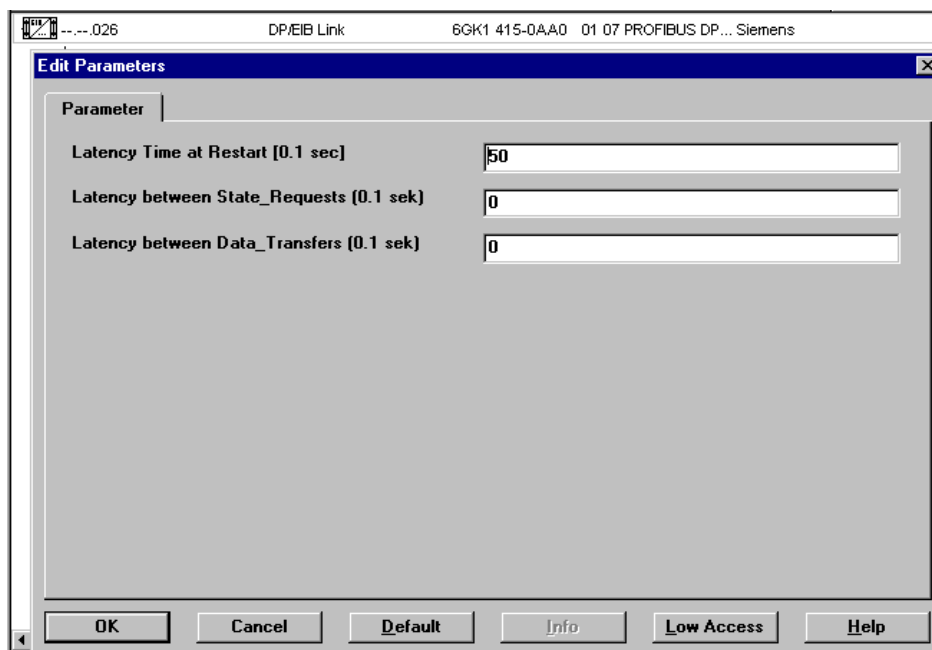 EIB --.--.026 DP/EIB Link 6GK1 415-0AA0 01 07 PROFIBUS DP... Siemens
Edit Parameters
Parameter
Latency Time at Restart [0.1 sec] 50
Latency between State_Requests (0.1 sek) 0
Latency between Data_Transfers (0.1 sek) 0
OK Cancel Default Info Low Access Help